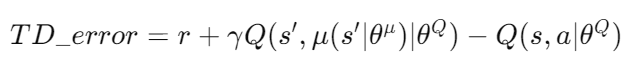 TD_error = r + γQ(s′, μ(s′|θ^μ)|θ^Q) − Q(s, a|θ^Q)